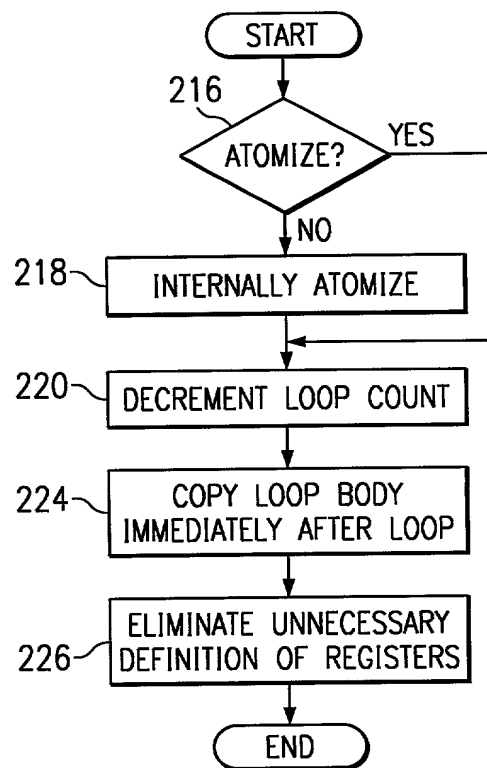 START
216
ATOMIZE?
YES
NO
218
INTERNALLY ATOMIZE
220
DECREMENT LOOP COUNT
224
COPY LOOP BODY
IMMEDIATELY AFTER LOOP
226
ELIMINATE UNNECESSARY
DEFINITION OF REGISTERS
END